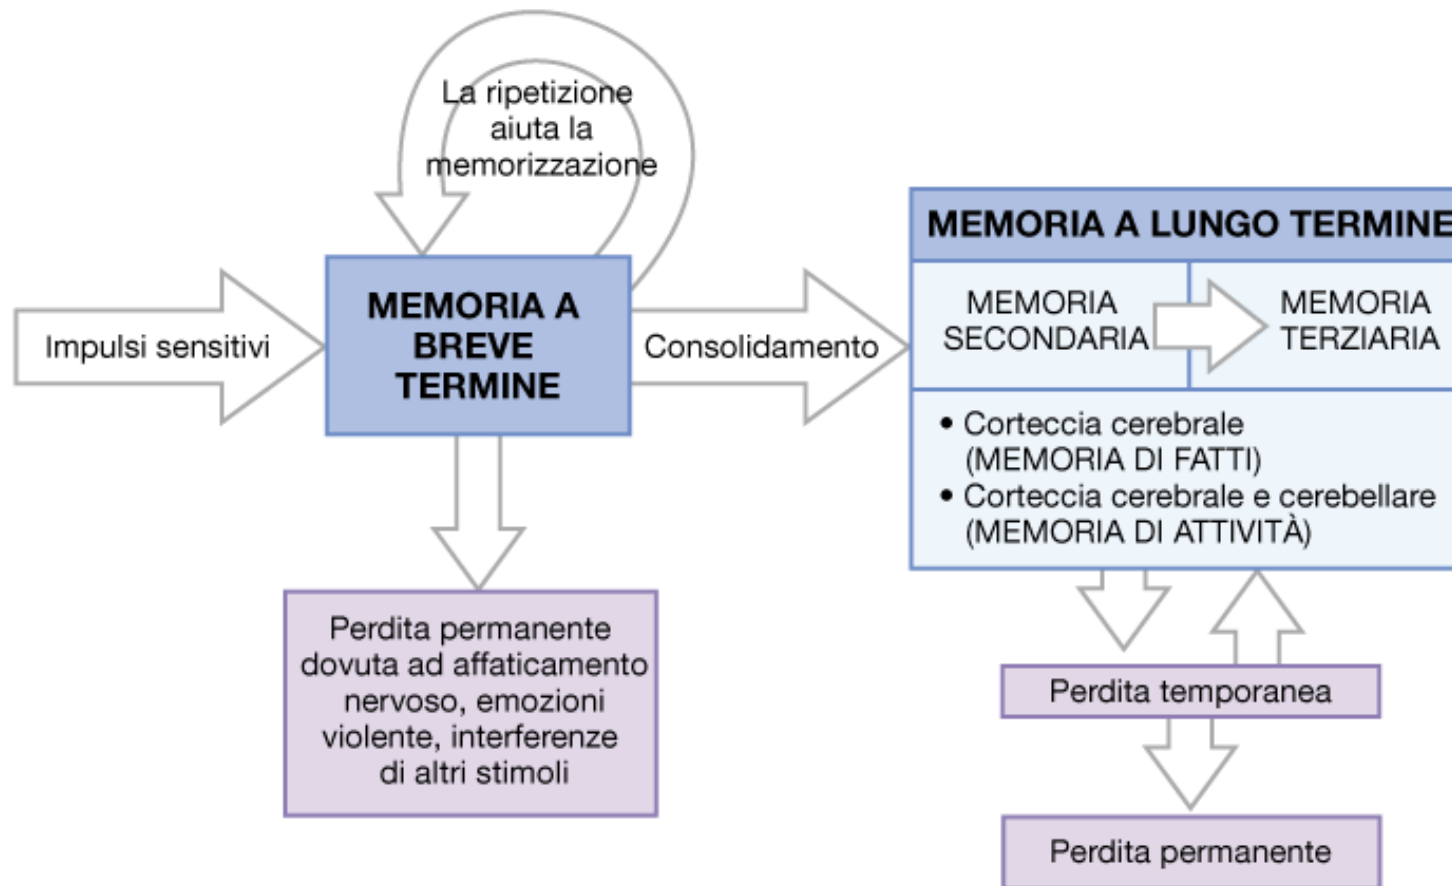 La ripetizione
aiuta la
memorizzazione
Impulsi sensitivi
MEMORIA A
BREVE
TERMINE
Consolidamento
MEMORIA A LUNGO TERMINE
MEMORIA
SECONDARIA
MEMORIA
TERZIARIA
• Corteccia cerebrale
(MEMORIA DI FATTI)
• Corteccia cerebrale e cerebellare
(MEMORIA DI ATTIVITÀ)
Perdita permanente
dovuta ad affaticamento
nervoso, emozioni
violente, interferenze
di altri stimoli
Perdita temporanea
Perdita permanente